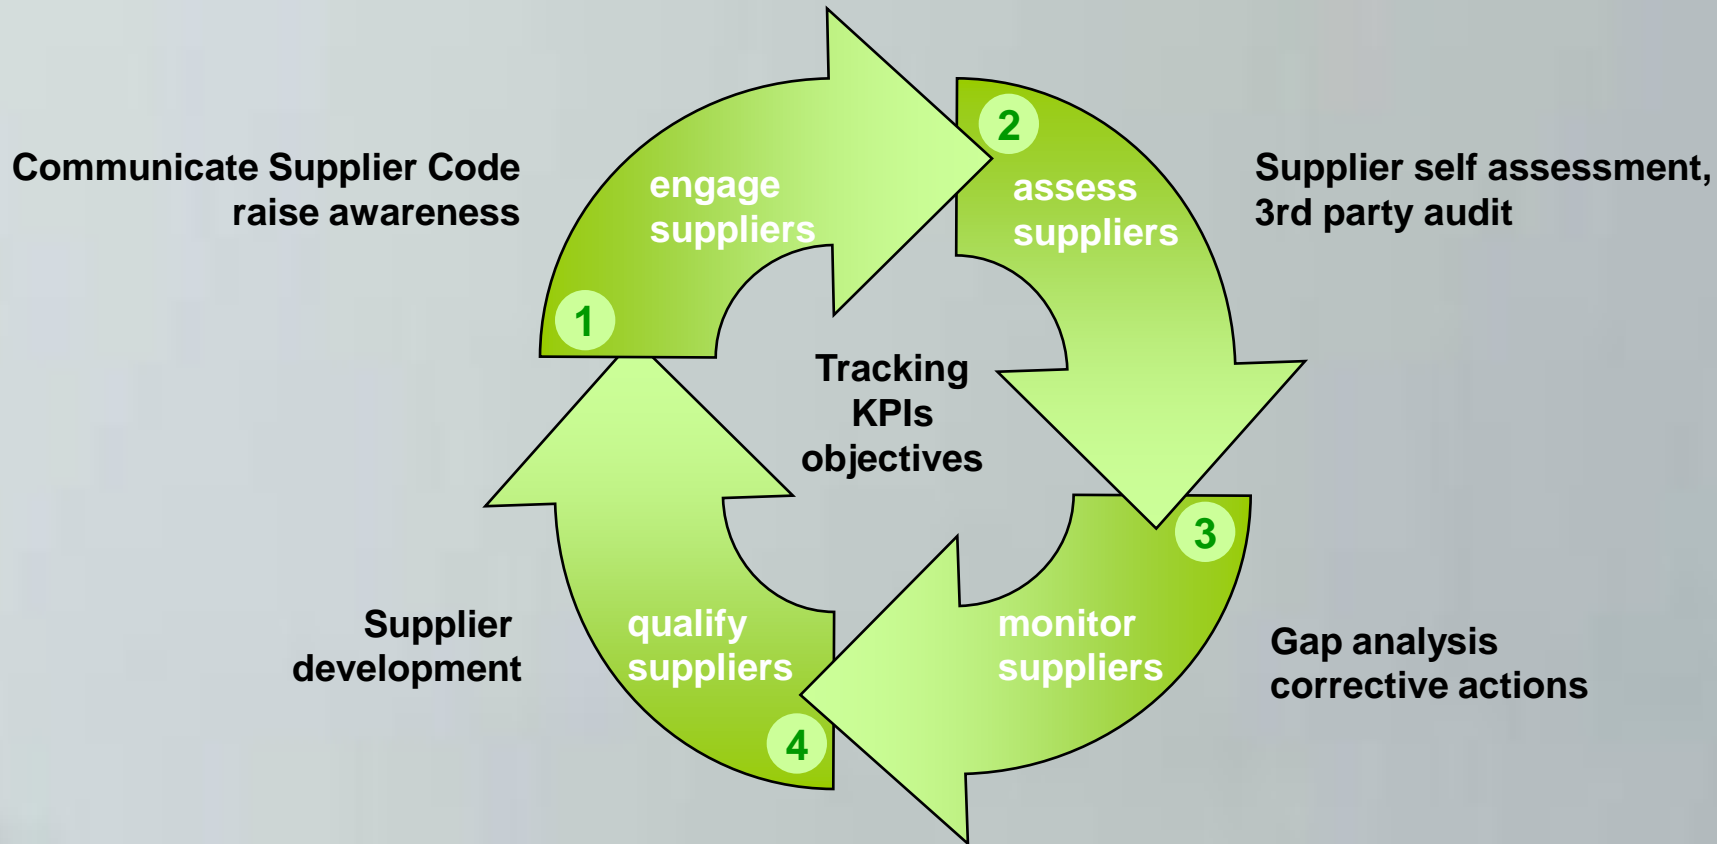 Communicate Supplier Code
raise awareness
1
engage
suppliers
2
assess
suppliers
Supplier self assessment,
3rd party audit
Tracking
KPIs
objectives
3
monitor
suppliers
Gap analysis
corrective actions
4
qualify
suppliers
Supplier
development